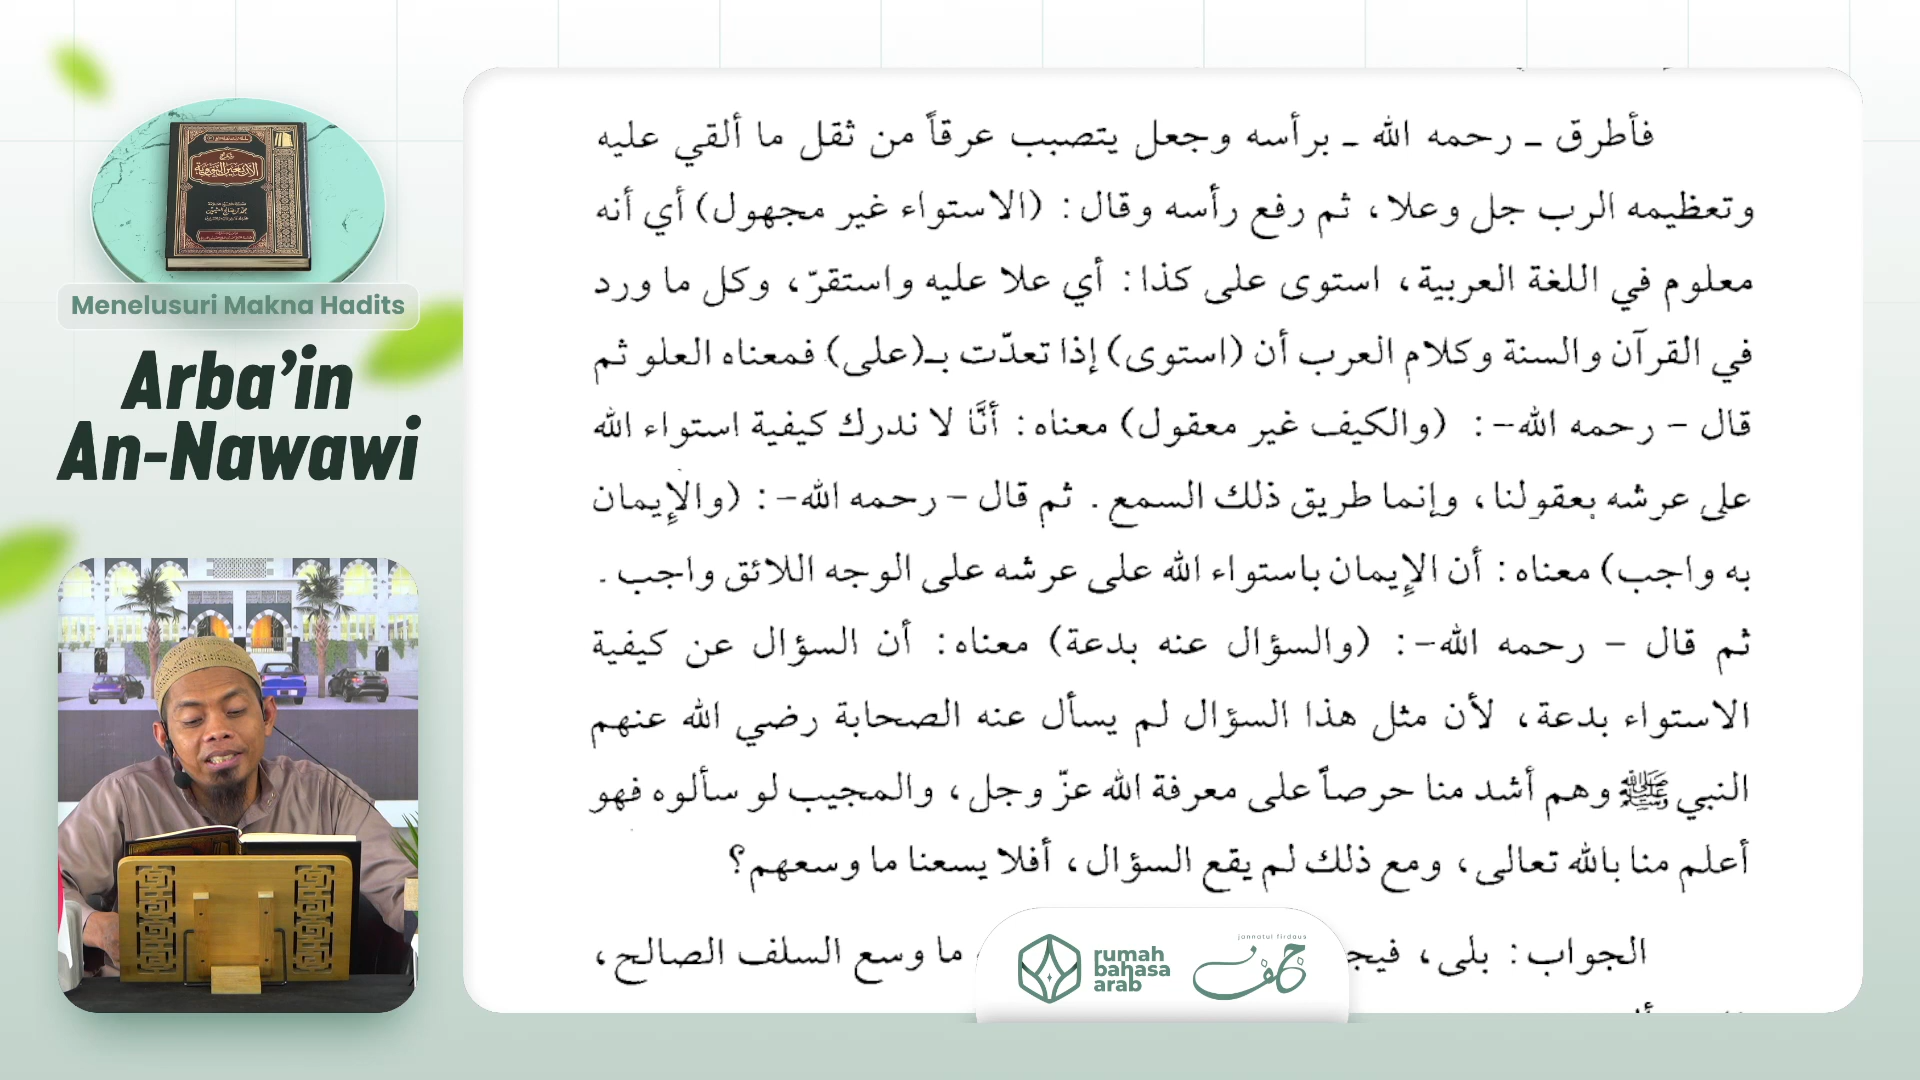 Menelusuri Makna Hadits
Arba'in
An-Nawawi
فأطرق ـ رحمه الله ـ برأسه وجعل يتصبب عرقاً من ثقل ما ألقي عليه
وتعظيمه الرب جل وعلا، ثم رفع رأسه وقال: (الاستواء غير مجهول) أي أنه
معلوم في اللغة العربية، استوى على كذا: أي علا عليه واستقرّ، وكل ما ورد
في القرآن والسنة وكلام العرب أن (استوى) إذا تعدّت بـ(على) فمعناه العلو ثم
قال – رحمه الله–: (والكيف غير معقول) معناه: أنَّا لا ندرك كيفية استواء الله
على عرشه بعقولنا، وإنما طريق ذلك السمع. ثم قال – رحمه الله–: (والإيمان
به واجب) معناه: أن الإيمان باستواء الله على عرشه على الوجه اللائق واجب.
ثم قال – رحمه الله–: (والسؤال عنه بدعة) معناه: أن السؤال عن كيفية
الاستواء بدعة، لأن مثل هذا السؤال لم يسأل عنه الصحابة رضي الله عنهم
النبي ﷺ وهم أشد منا حرصاً على معرفة الله عزّ وجل، والمجيب لو سألوه فهو
أعلم منا بالله تعالى، ومع ذلك لم يقع السؤال، أفلا يسعنا ما وسعهم؟
الجواب: بلى، ما وسع السلف الصالح،
rumah
bahasa
arab
jannatul firdaus